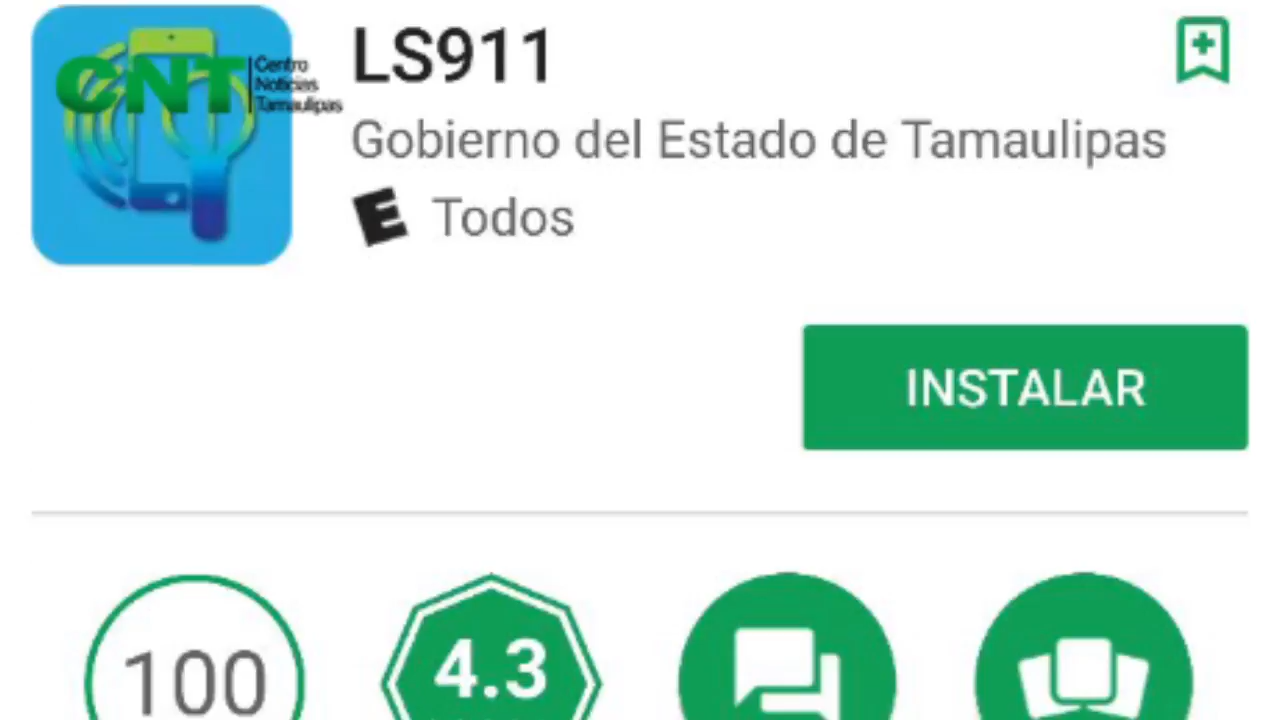 LS911
CNT
Centro
Noticias
Tamaulipas
Gobierno del Estado de Tamaulipas
E Todos
INSTALAR
100
4.3